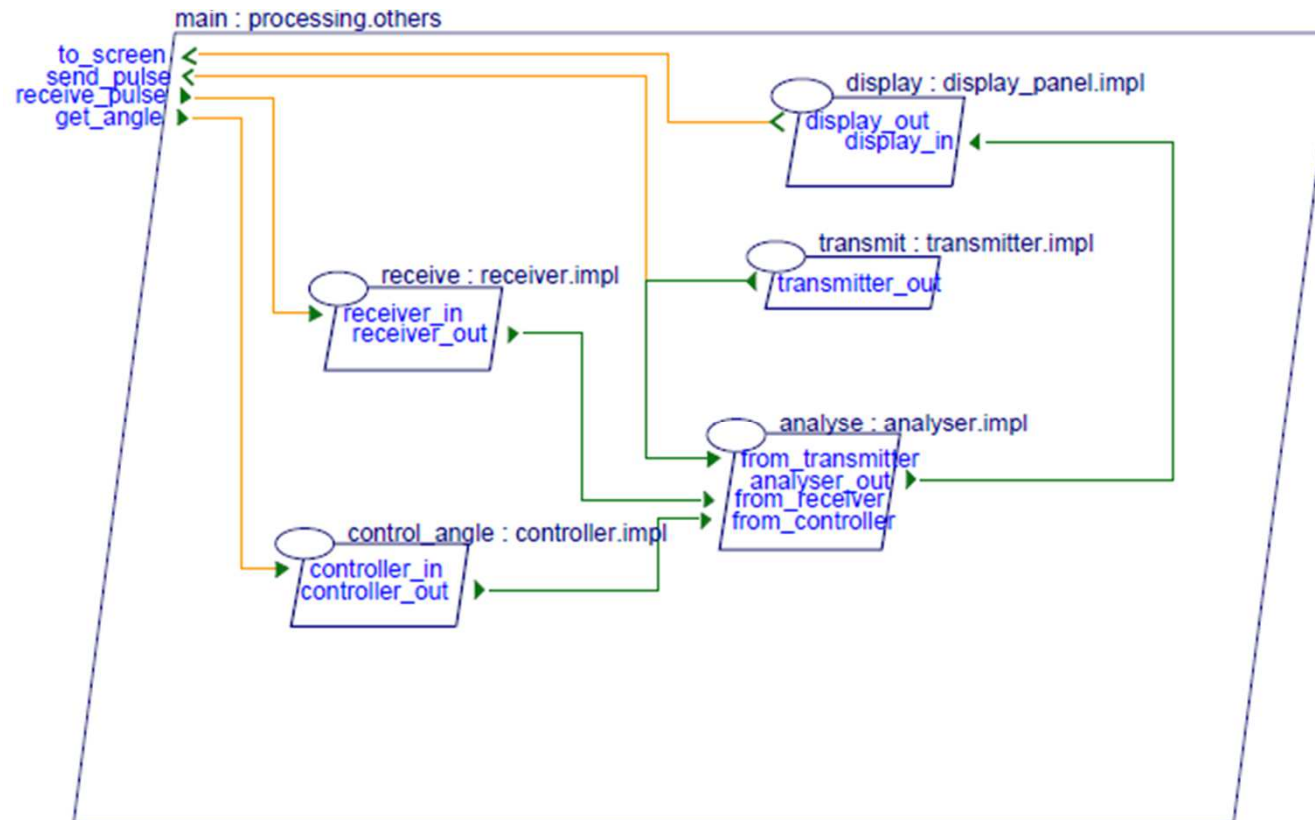 main : processing.others
to_screen
send_pulse
receive_pulse
get_angle
display : display_panel.impl
display_out
display_in
transmit : transmitter.impl
transmitter_out
receive : receiver.impl
receiver_in
receiver_out
analyse : analyser.impl
from_transmitter
analyser_out
from_receiver
from_controller
control_angle : controller.impl
controller_in
controller_out